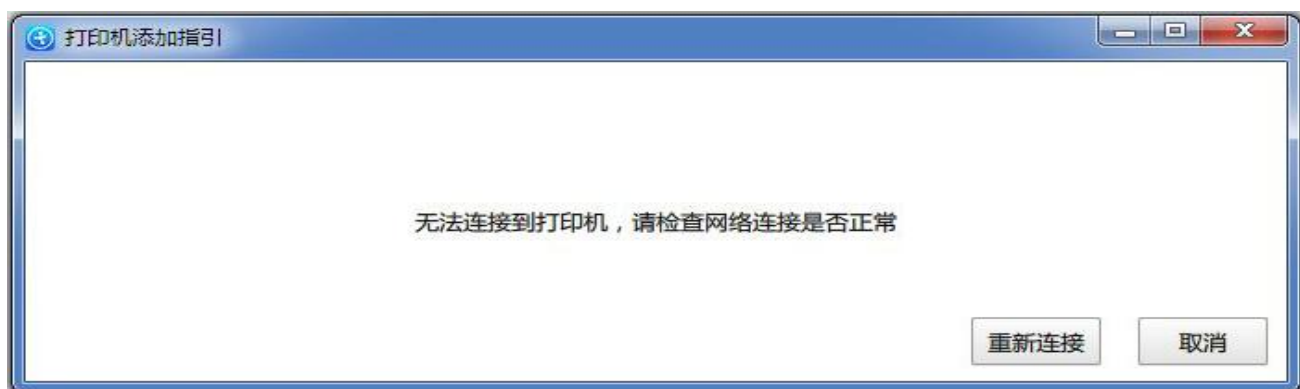 打印机添加指引
无法连接到打印机，请检查网络连接是否正常
重新连接
取消